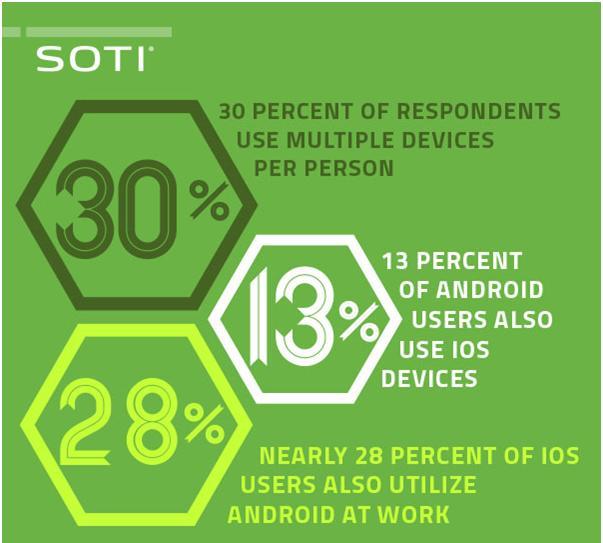 SOTI
30%
30 PERCENT OF RESPONDENTS
USE MULTIPLE DEVICES
PER PERSON
13%
13 PERCENT
OF ANDROID
USERS ALSO
USE IOS
DEVICES
28%
NEARLY 28 PERCENT OF IOS
USERS ALSO UTILIZE
ANDROID AT WORK